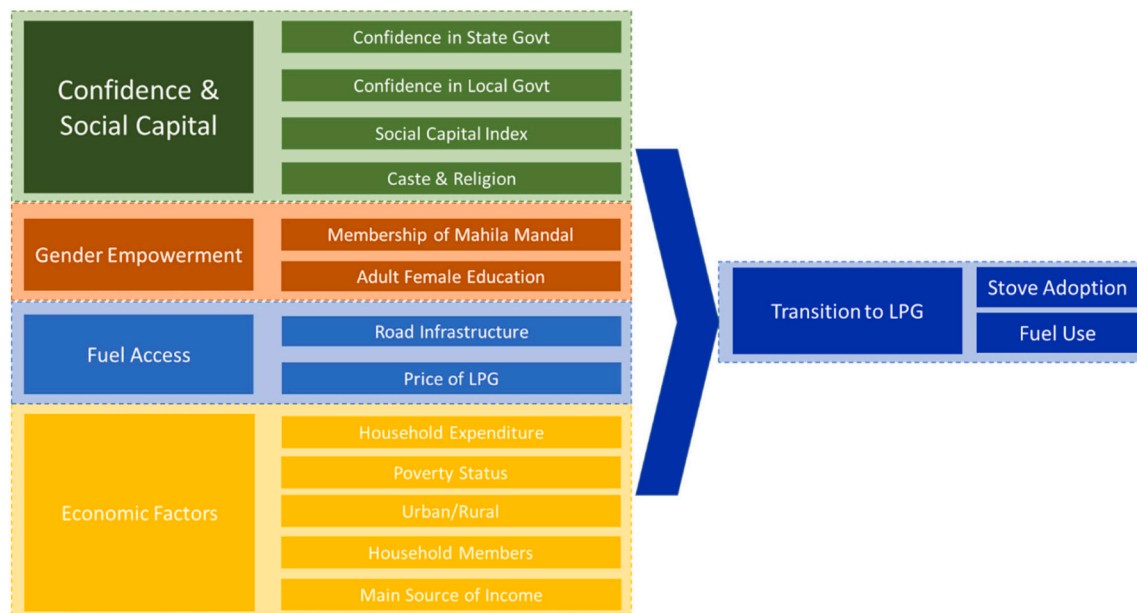 Confidence &
Social Capital
Confidence in State Govt
Confidence in Local Govt
Social Capital Index
Caste & Religion
Gender Empowerment
Membership of Mahila Mandal
Adult Female Education
Fuel Access
Road Infrastructure
Price of LPG
Economic Factors
Household Expenditure
Poverty Status
Urban/Rural
Household Members
Main Source of Income
Transition to LPG
Stove Adoption
Fuel Use